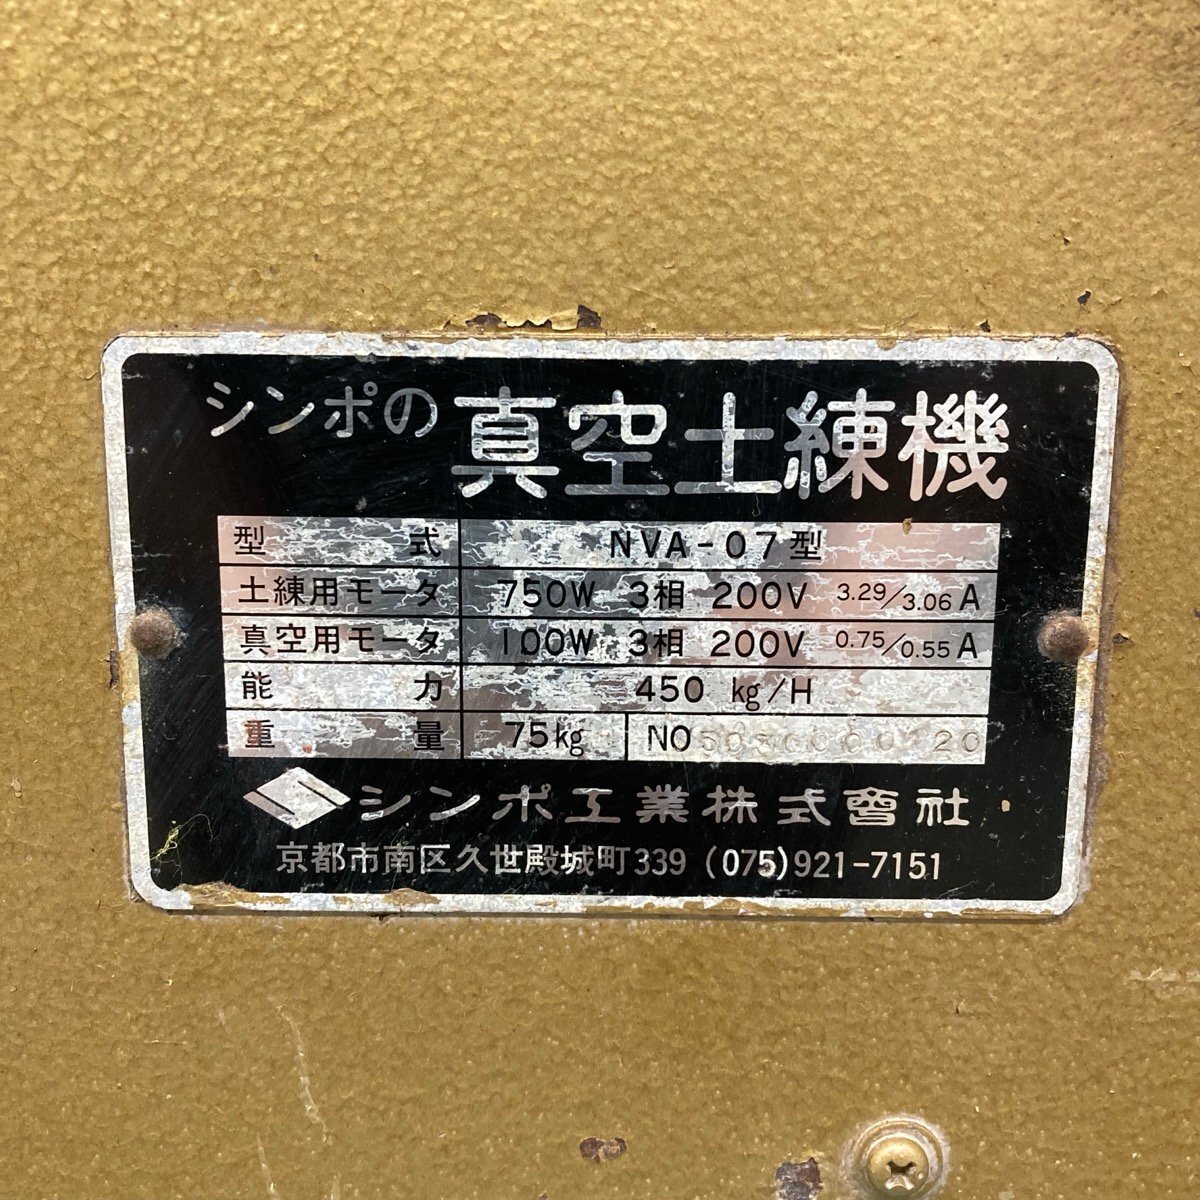 シンポの 真空土練機
型式 NVA-07型
土練用モータ 750W 3相 200V 3.29/3.06A
真空用モータ 100W 3相 200V 0.75/0.55A
能力 450 kg/H
重量 75kg NO
シンポ工業株式會社
京都市南区久世殿城町339 (075)921-7151